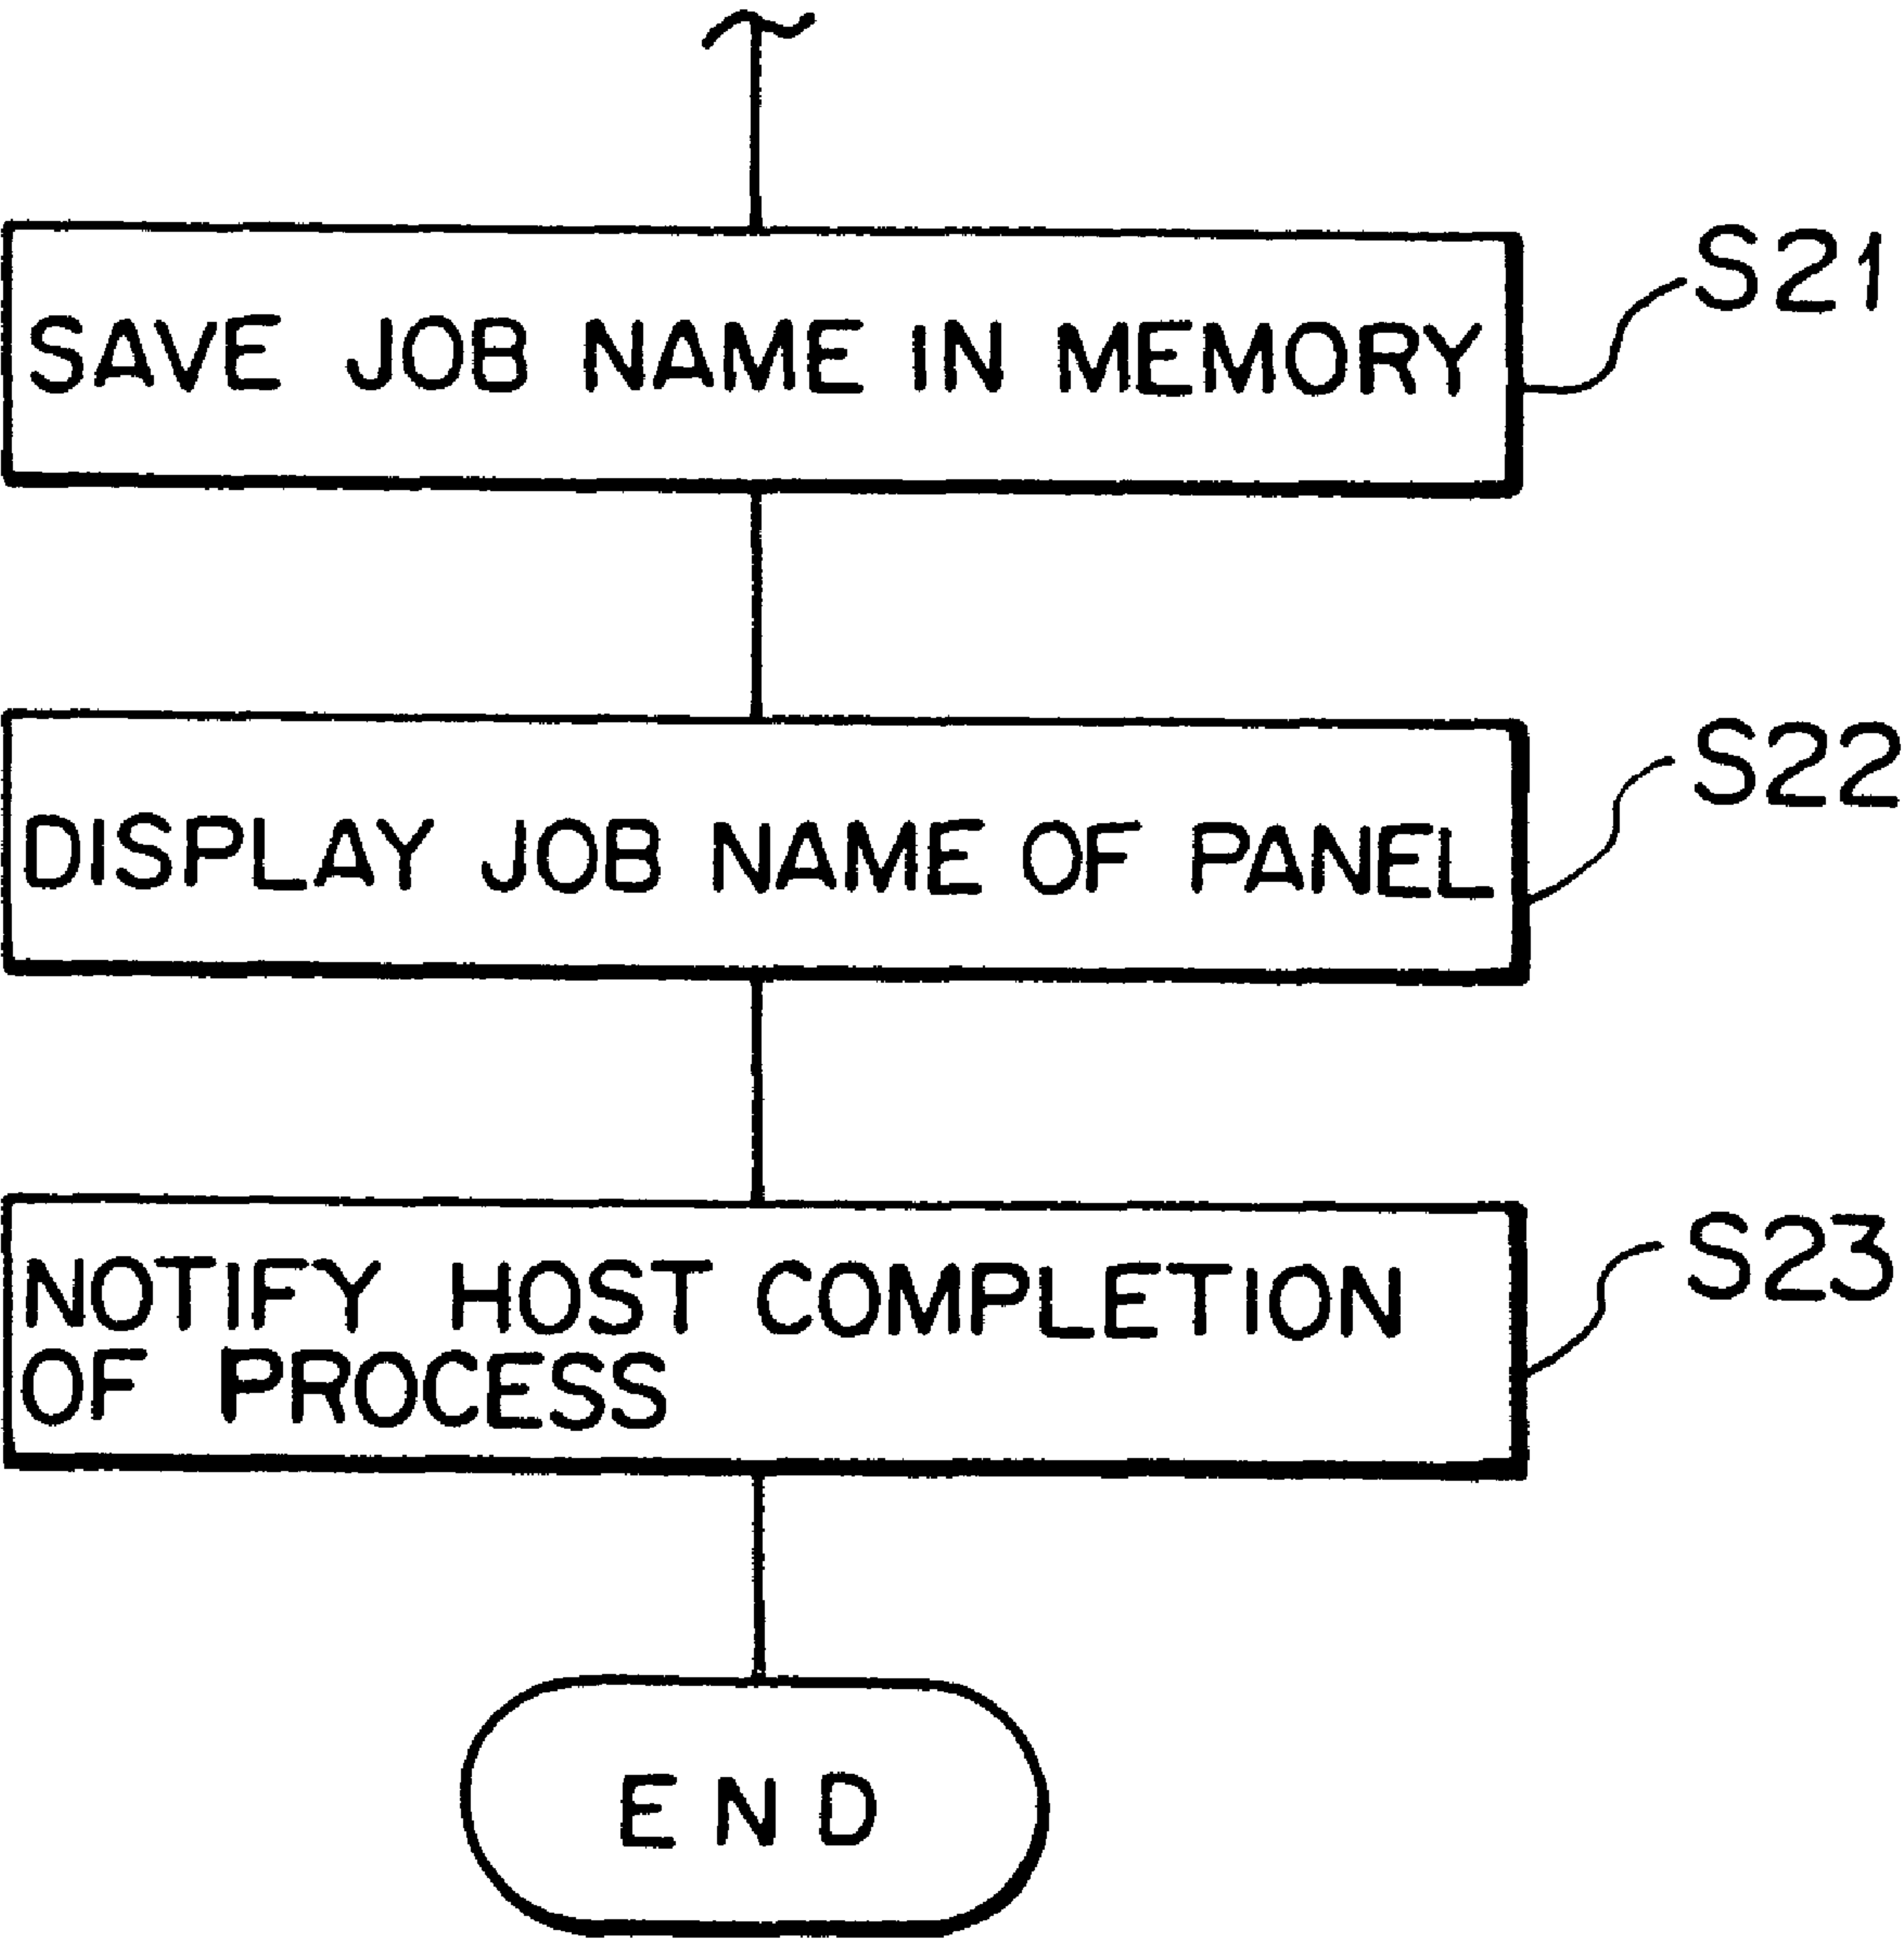 S21
SAVE JOB NAME IN MEMORY
S22
DISPLAY JOB NAME OF PANEL
S23
NOTIFY HOST COMPLETION
OF PROCESS
END